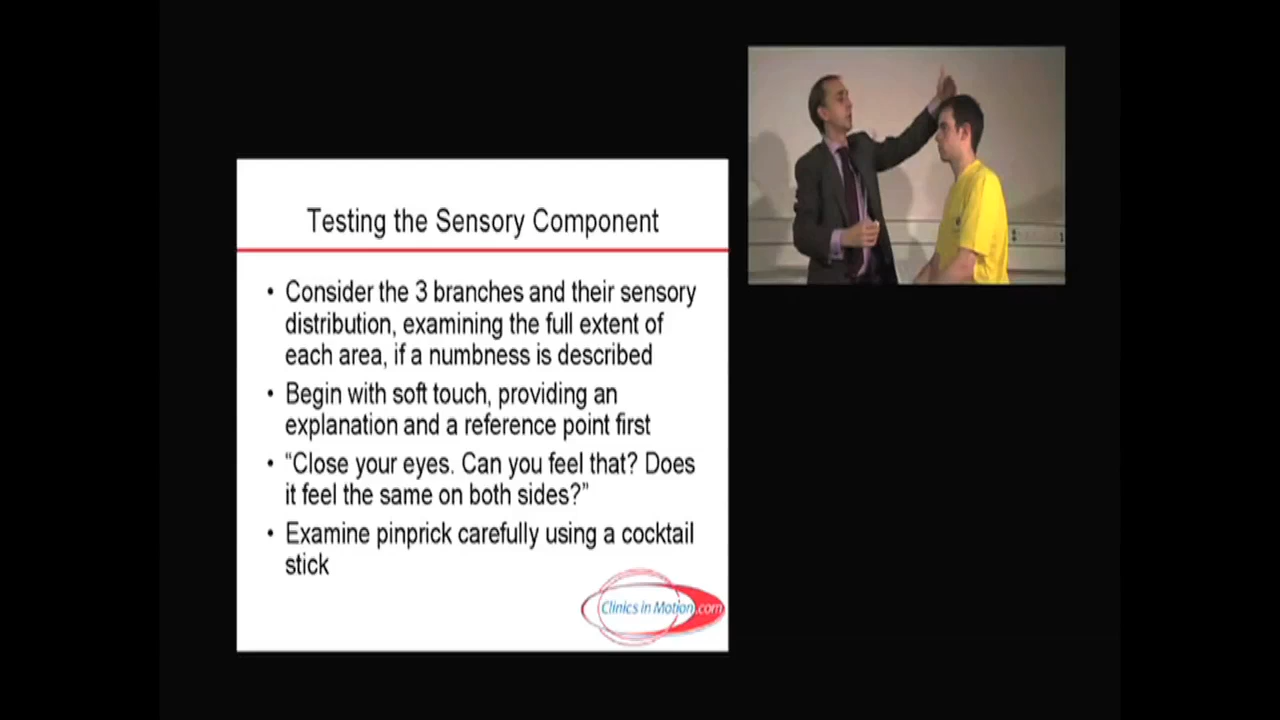 Testing the Sensory Component
• Consider the 3 branches and their sensory
distribution, examining the full extent of
each area, if a numbness is described
• Begin with soft touch, providing an
explanation and a reference point first
• “Close your eyes. Can you feel that? Does
it feel the same on both sides?”
• Examine pinprick carefully using a cocktail
stick
Clinics in Motion.com